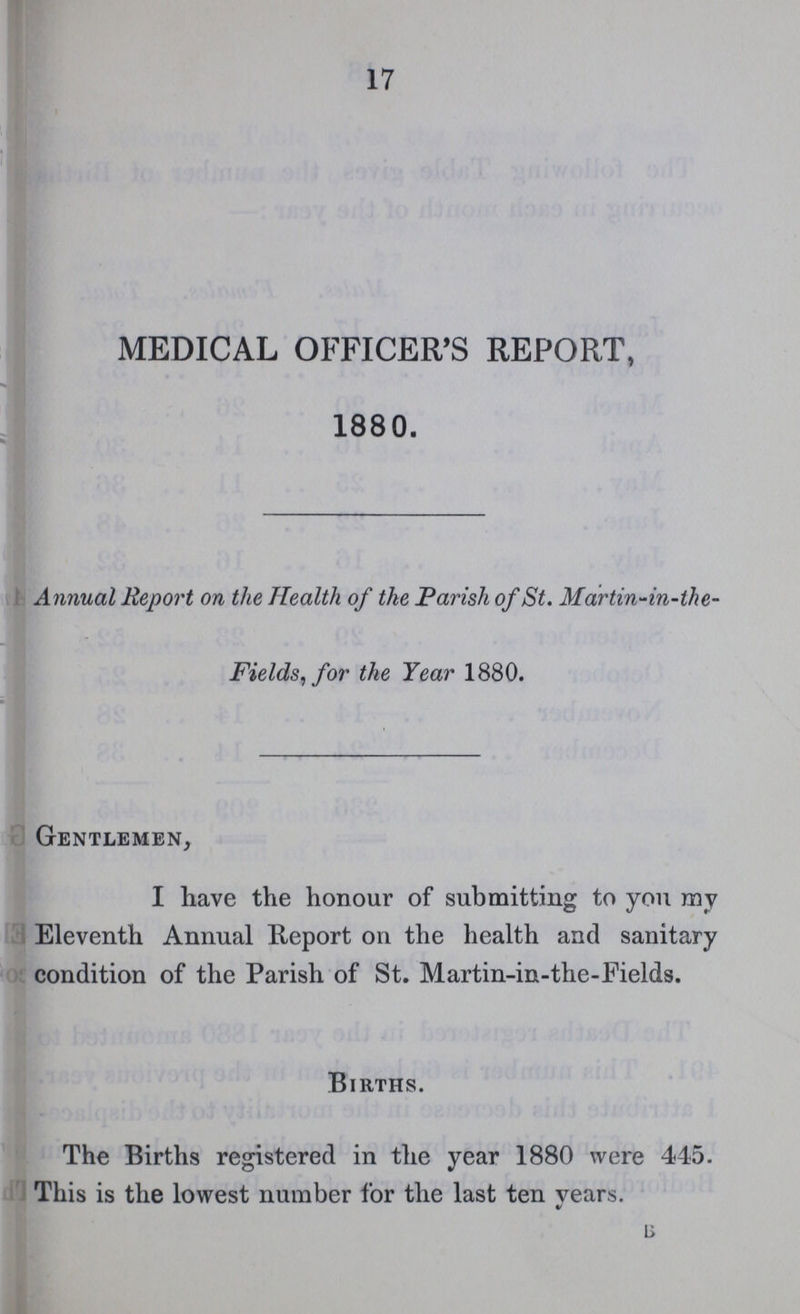 17
MEDICAL OFFICER'S REPORT,
1880.
Annual Report on the Health of the Parish of St. Martin-in-the-
Fields, for the Year 1880.
GENTLEMEN,
I have the honour of submitting to you my
Eleventh Annual Report on the health and sanitary
condition of the Parish of St. Martin-in-the-Fields.
BIRTHS.
The Births registered in the year 1880 were 445.
This is the lowest number for the last ten years.
B